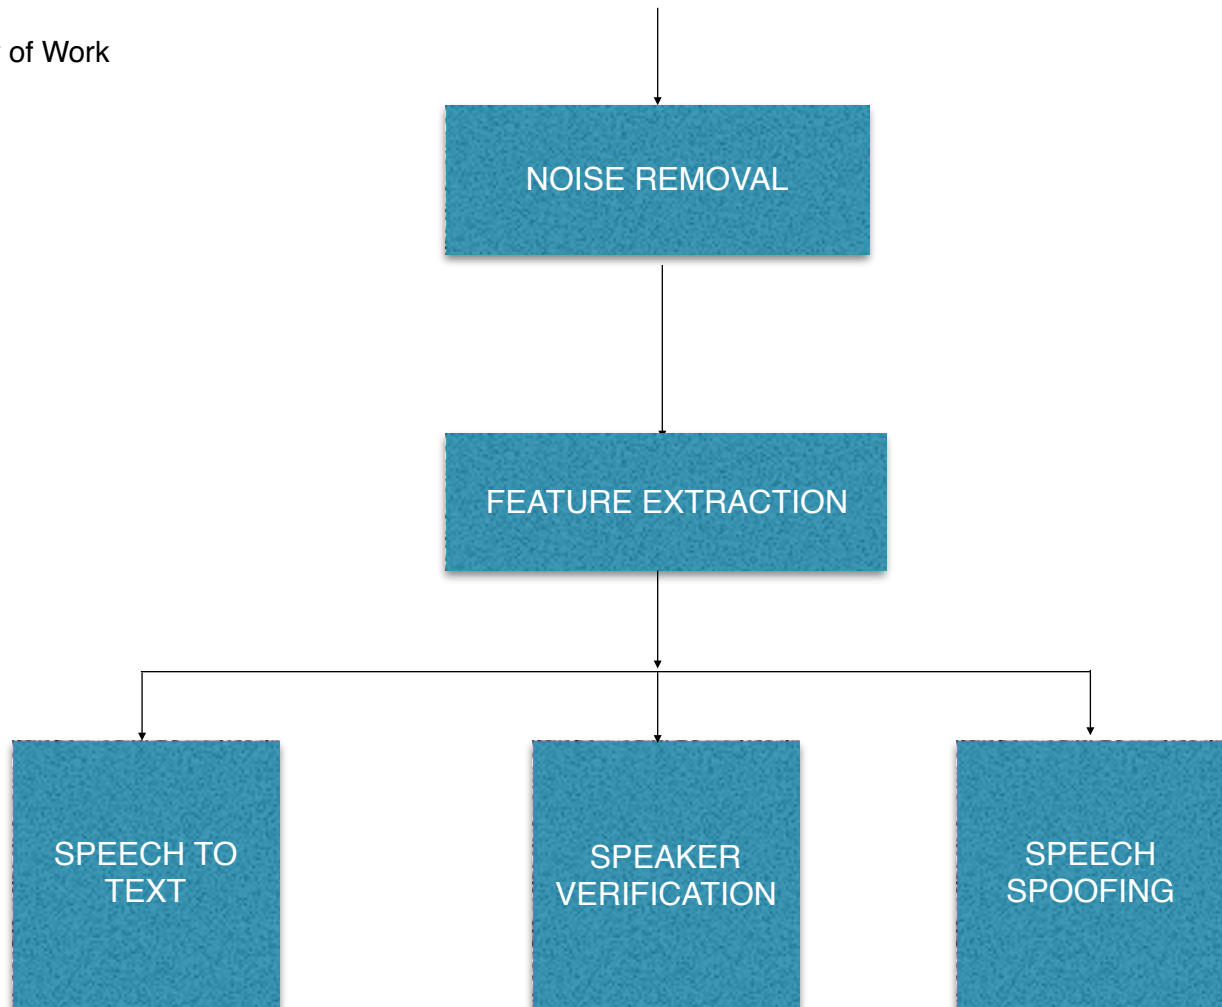 of Work
NOISE REMOVAL
FEATURE EXTRACTION
SPEECH TO
TEXT
SPEAKER
VERIFICATION
SPEECH
SPOOFING